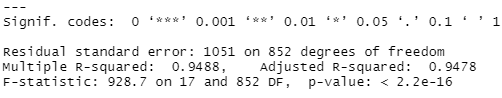 ---
Signif. codes:  0 ‘***’ 0.001 ‘**’ 0.01 ‘*’ 0.05 ‘.’ 0.1 ‘ ’ 1
Residual standard error: 1051 on 852 degrees of freedom
Multiple R-squared:  0.9488,    Adjusted R-squared:  0.9478
F-statistic: 928.7 on 17 and 852 DF,  p-value: < 2.2e-16